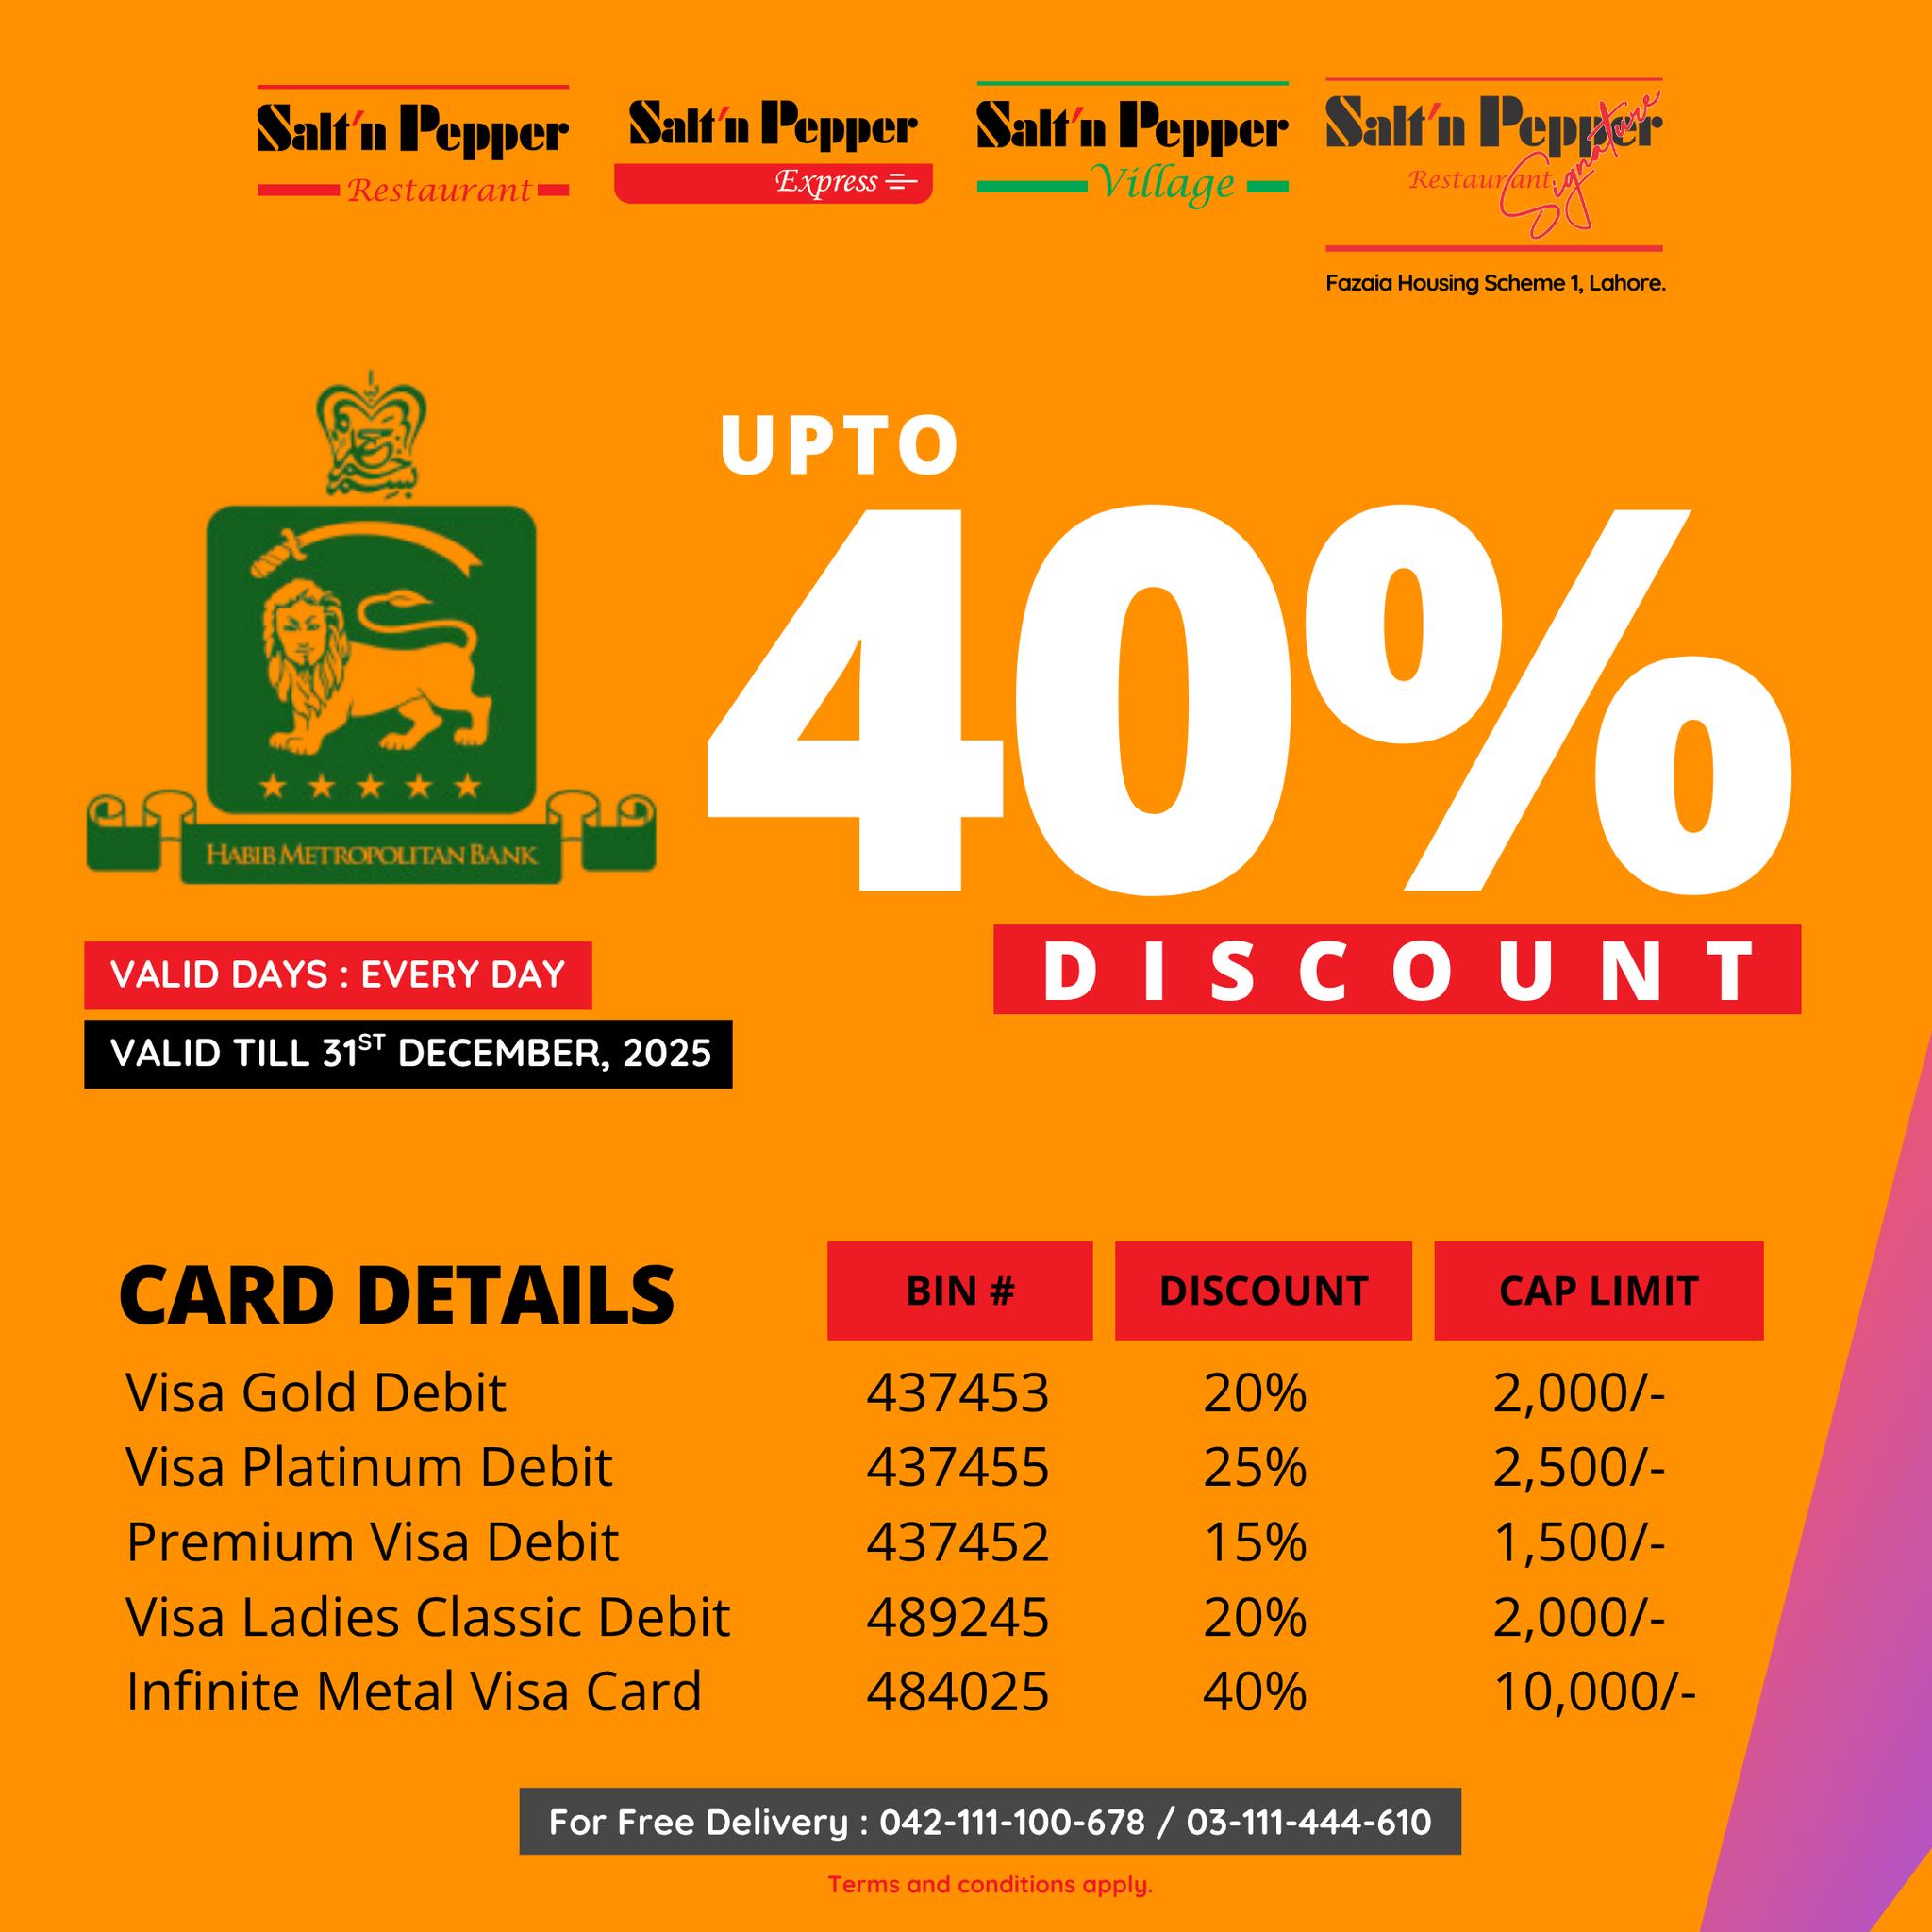 Salt'n Pepper
Restaurant
Salt'n Pepper
Express
Salt'n Pepper
Village
Salt'n Pepper
Restaurant
Signature
Fazaia Housing Scheme 1, Lahore.
HABIB METROPOLITAN BANK
UPTO
40%
DISCOUNT
VALID DAYS : EVERY DAY
VALID TILL 31ST DECEMBER, 2025
CARD DETAILS BIN # DISCOUNT CAP LIMIT
Visa Gold Debit 437453 20% 2,000/-
Visa Platinum Debit 437455 25% 2,500/-
Premium Visa Debit 437452 15% 1,500/-
Visa Ladies Classic Debit 489245 20% 2,000/-
Infinite Metal Visa Card 484025 40% 10,000/-
For Free Delivery : 042-111-100-678 / 03-111-444-610
Terms and conditions apply.